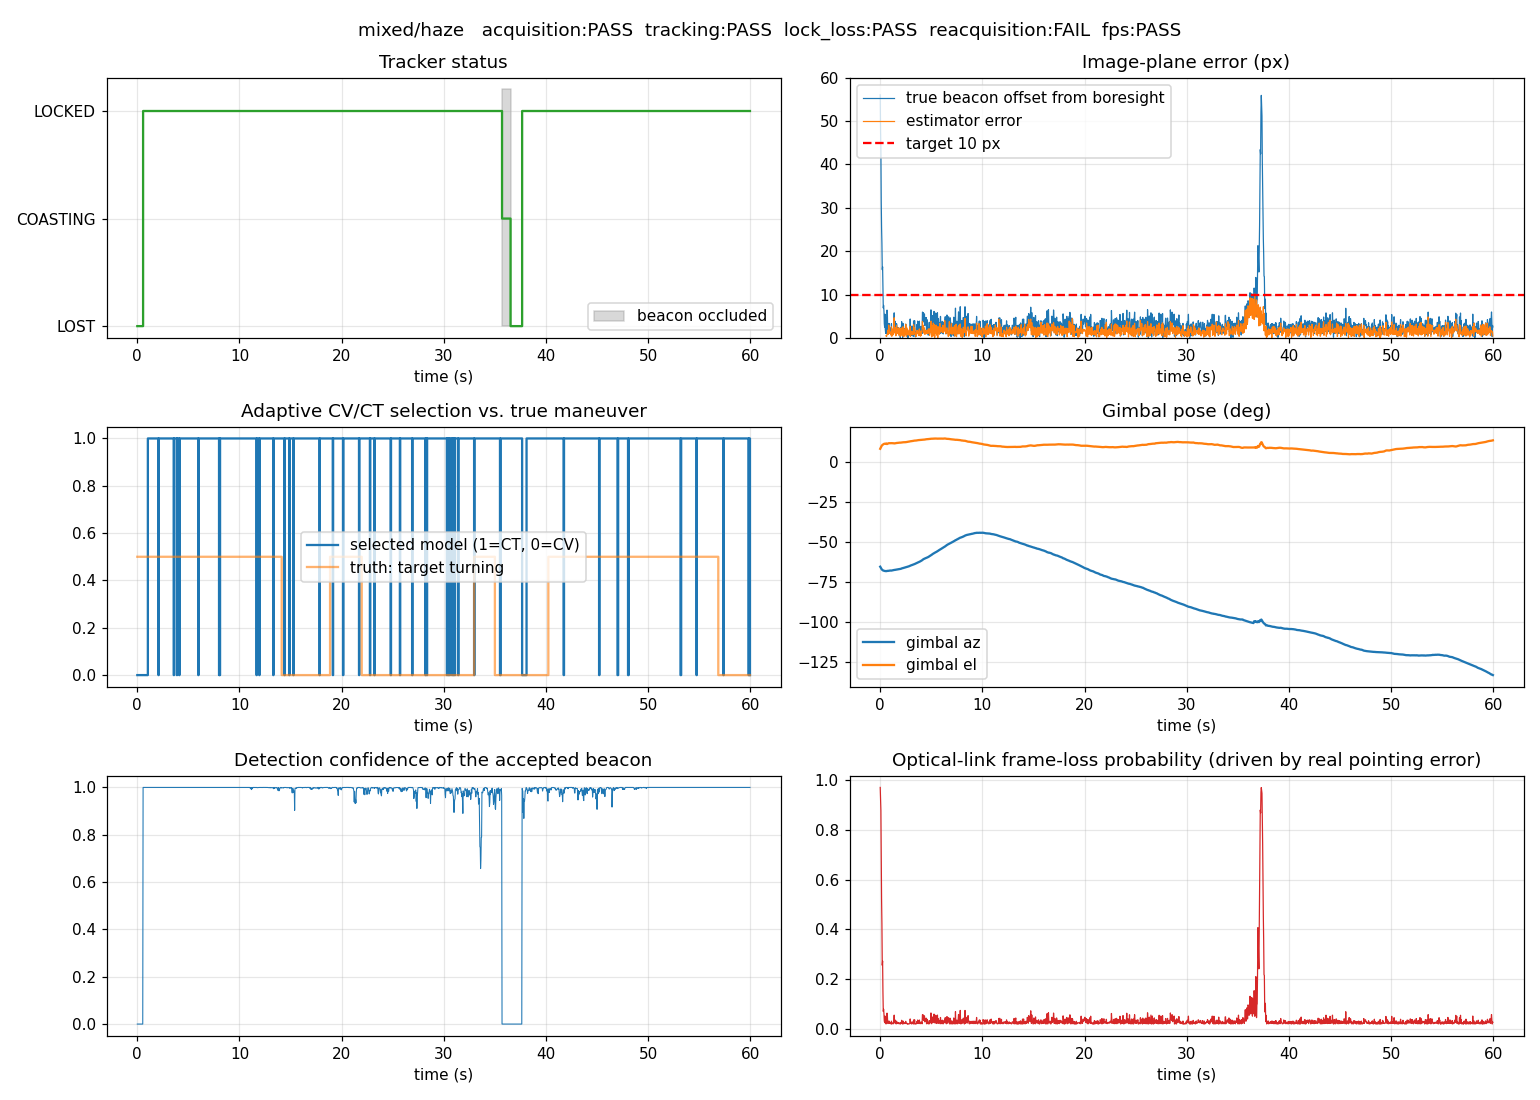 mixed/haze   acquisition:PASS  tracking:PASS  lock_loss:PASS  reacquisition:FAIL  fps:PASS
Tracker status
LOCKED
COASTING
LOST
beacon occluded
0 10 20 30 40 50 60
time (s)
Image-plane error (px)
60
50
40
30
20
10
0
true beacon offset from boresight
estimator error
target 10 px
0 10 20 30 40 50 60
time (s)
Adaptive CV/CT selection vs. true maneuver
1.0
0.8
0.6
0.4
0.2
0.0
selected model (1=CT, 0=CV)
truth: target turning
0 10 20 30 40 50 60
time (s)
Gimbal pose (deg)
0
−25
−50
−75
−100
−125
gimbal az
gimbal el
0 10 20 30 40 50 60
time (s)
Detection confidence of the accepted beacon
1.0
0.8
0.6
0.4
0.2
0.0
0 10 20 30 40 50 60
time (s)
Optical-link frame-loss probability (driven by real pointing error)
1.0
0.8
0.6
0.4
0.2
0.0
0 10 20 30 40 50 60
time (s)